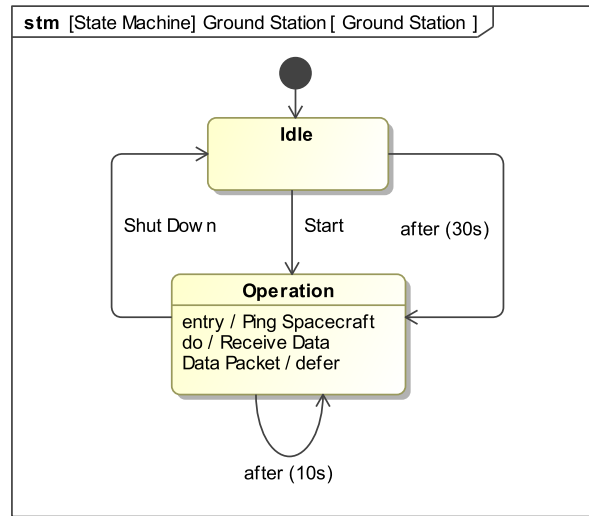 stm [State Machine] Ground Station [ Ground Station ]
Idle
Shut Down
Start
after (30s)
Operation
entry / Ping Spacecraft
do / Receive Data
Data Packet / defer
after (10s)